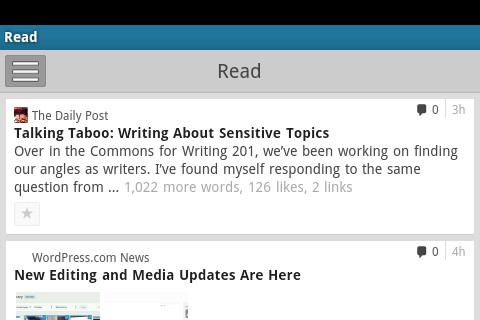 Read
Read
The Daily Post
0 3h
Talking Taboo: Writing About Sensitive Topics
Over in the Commons for Writing 201, we've been working on finding
our angles as writers. I've found myself responding to the same
question from ... 1,022 more words, 126 likes, 2 links
WordPress.com News
0 4h
New Editing and Media Updates Are Here